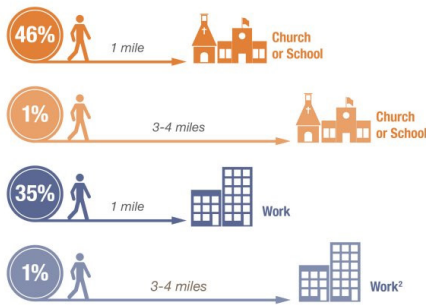 46%
1 mile
Church
or School
1%
3-4 miles
Church
or School
35%
1 mile
Work
1%
3-4 miles
Work²